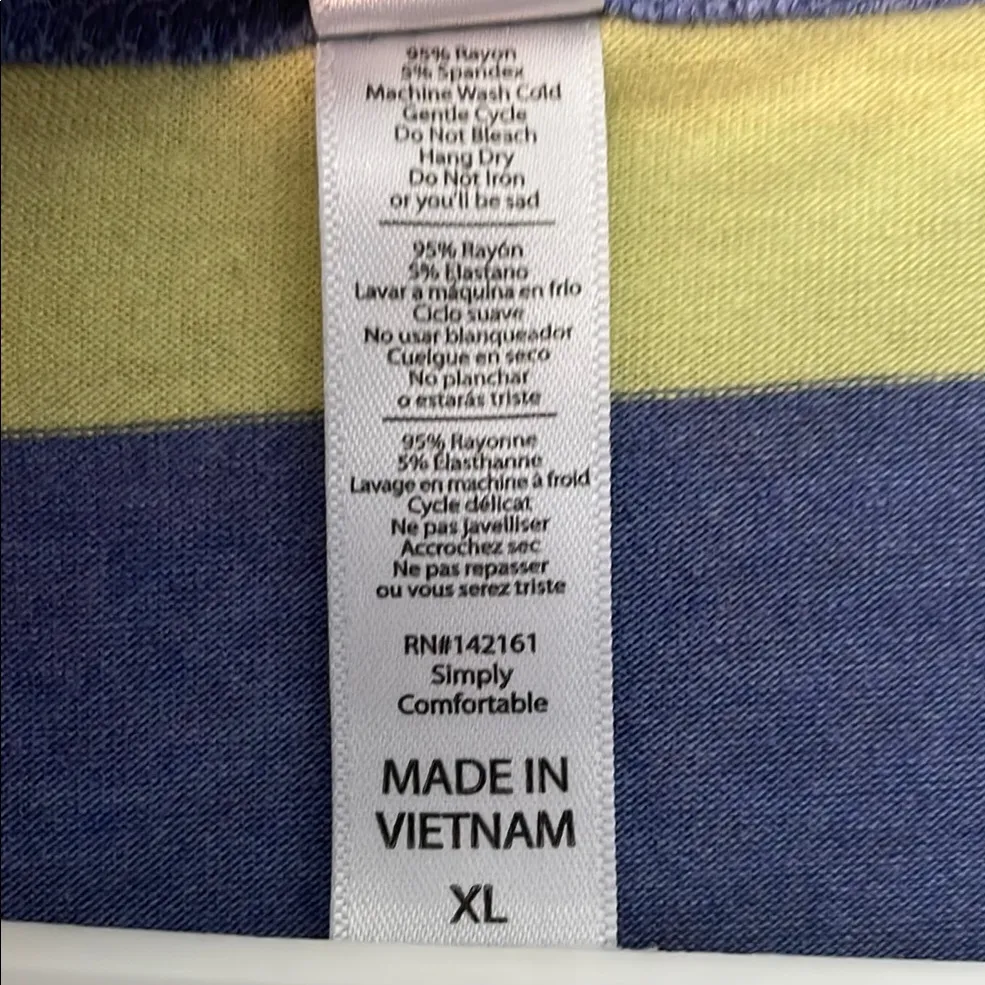 95% Rayon
5% Spandex
Machine Wash Cold
Gentle Cycle
Do Not Bleach
Hang Dry
Do Not Iron
or you'll be sad
95% Rayón
5% Elastano
Lavar a máquina en frío
Ciclo suave
No usar blanqueador
Cuelgue en seco
No planchar
o estarás triste
95% Rayonne
5% Élasthanne
Lavage en machine à froid
Cycle délicat
Ne pas javelliser
Accrochez sec
Ne pas repasser
ou vous serez triste
RN#142161
Simply
Comfortable
MADE IN
VIETNAM
XL